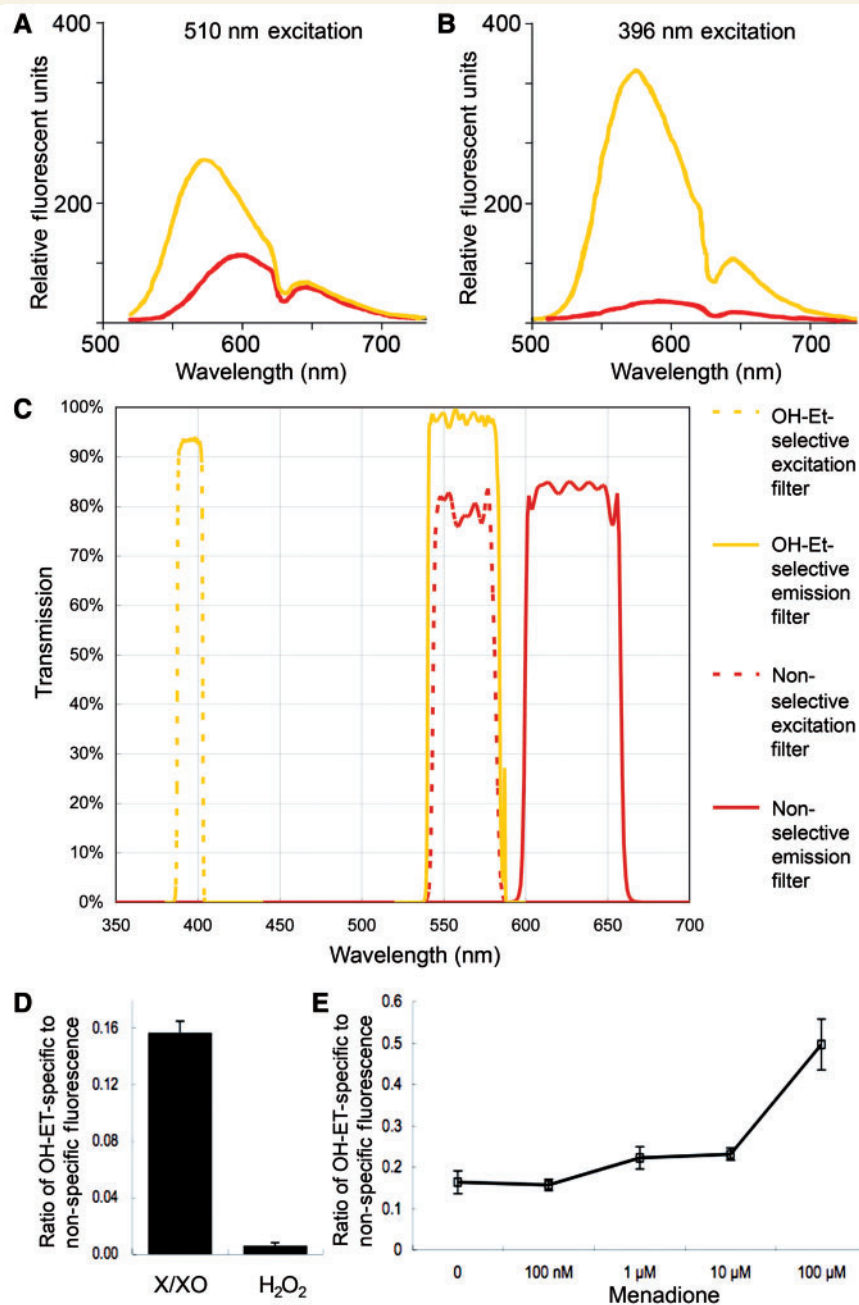 A
510 nm excitation
400
200
Relative fluorescent units
500
600
700
Wavelength (nm)
B
396 nm excitation
400
200
Relative fluorescent units
500
600
700
Wavelength (nm)
C
100%
90%
80%
70%
60%
50%
40%
30%
20%
10%
0%
Transmission
350
400
450
500
550
600
650
700
Wavelength (nm)
OH-Et-
selective
excitation
filter
OH-Et-
selective
emission
filter
Non-
selective
excitation
filter
Non-
selective
emission
filter
D
Ratio of OH-ET-specific to
non-specific fluorescence
0.16
0.12
0.08
0.04
0.00
X/XO
H₂O₂
E
Ratio of OH-ET-specific to
non-specific fluorescence
0.6
0.5
0.4
0.3
0.2
0.1
0
0
100 nM
1 µM
10 µM
100 µM
Menadione